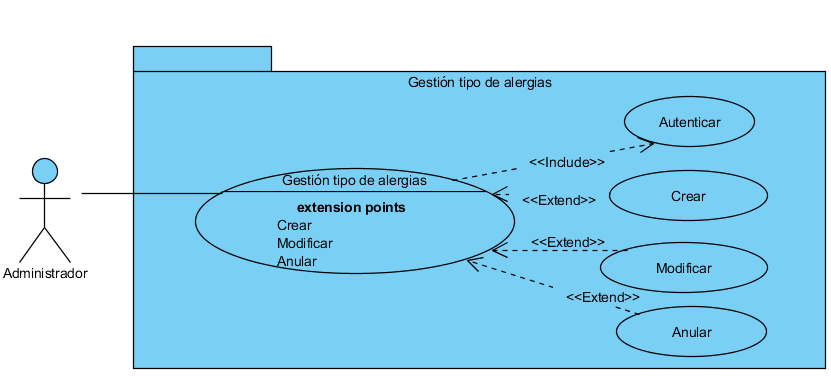 Gestión tipo de alergias
Autenticar
<<Include>>
Gestión tipo de alergias
<<Extend>>
Crear
extension points
Crear
Modificar
Anular
<<Extend>>
Modificar
<<Extend>>
Anular
Administrador